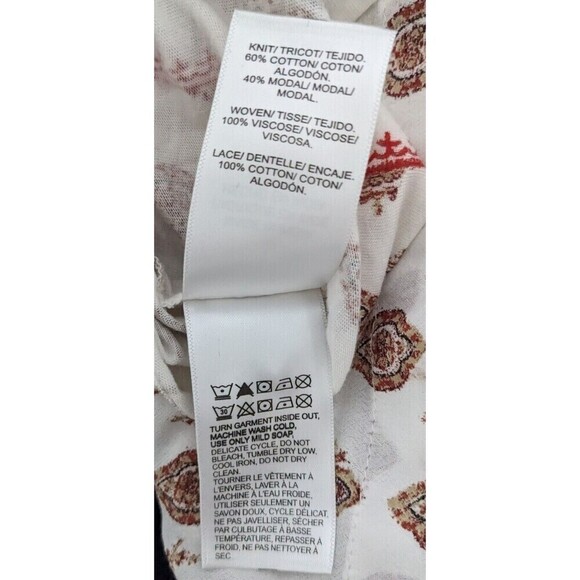 KNIT/ TRICOT/ TEJIDO.
60% COTTON/ COTON/
ALGODÓN.
40% MODAL/ MODAL/
MODAL.
WOVEN/ TISSE/ TEJIDO.
100% VISCOSE/ VISCOSE/
VISCOSA.
LACE/ DENTELLE/ ENCAJE.
100% COTTON/ COTON/
ALGODÓN.
30
TURN GARMENT INSIDE OUT,
MACHINE WASH COLD,
USE ONLY MILD SOAP,
DELICATE CYCLE, DO NOT
BLEACH, TUMBLE DRY LOW,
COOL IRON, DO NOT DRY
CLEAN.
TOURNER LE VÊTEMENT À
L'ENVERS, LAVER À LA
MACHINE À L'EAU FROIDE,
UTILISER SEULEMENT UN
SAVON DOUX, CYCLE DÉLICAT.
NE PAS JAVELLISER, SÉCHER
PAR CULBUTAGE À BASSE
TEMPÉRATURE, REPASSER À
FROID, NE PAS NETTOYER À
SEC.